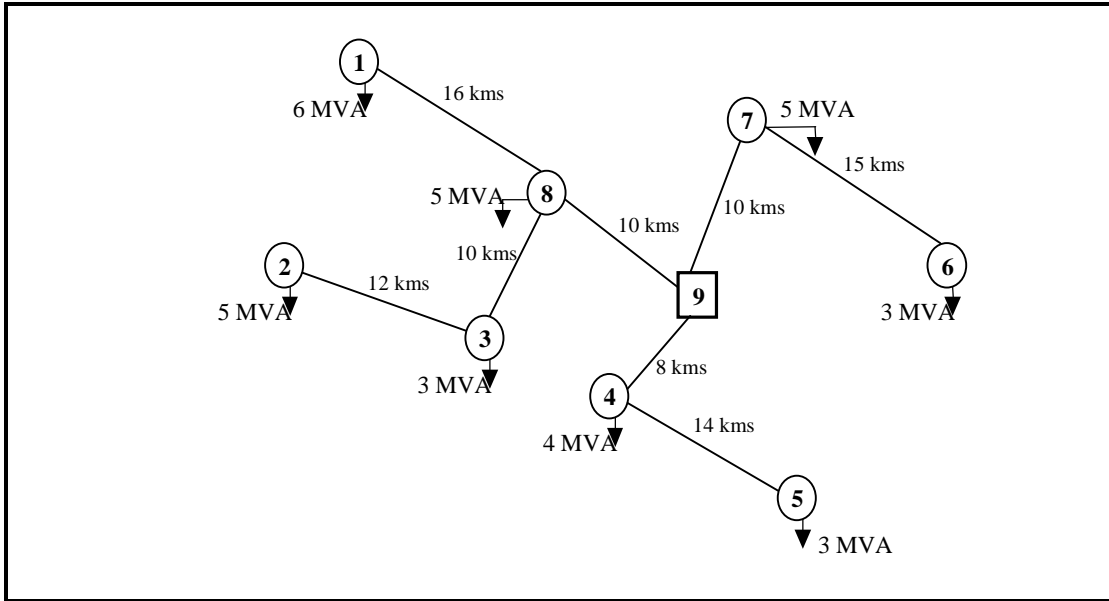 1
16 kms
6 MVA
7
5 MVA
15 kms
8
5 MVA
10 kms
10 kms
10 kms
2
12 kms
5 MVA
6
3 MVA
9
3
3 MVA
8 kms
4
4 MVA
14 kms
5
3 MVA